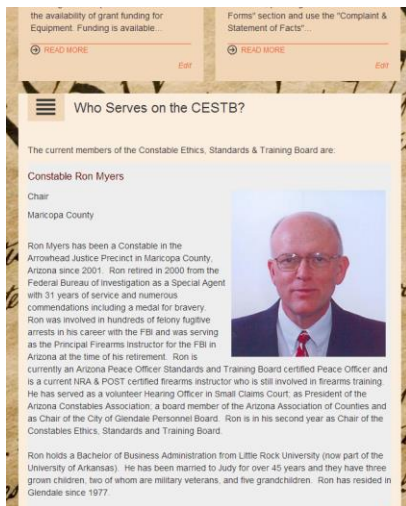 the availability of grant funding for
Equipment. Funding is available...
READ MORE
Edit
Forms" section and use the "Complaint &
Statement of Facts"...
READ MORE
Edit
Who Serves on the CESTB?
The current members of the Constable Ethics, Standards & Training Board are:
Constable Ron Myers
Chair
Maricopa County
Ron Myers has been a Constable in the
Arrowhead Justice Precinct in Maricopa County,
Arizona since 2001. Ron retired in 2000 from the
Federal Bureau of Investigation as a Special Agent
with 31 years of service and numerous
commendations including a medal for bravery.
Ron was involved in hundreds of felony fugitive
arrests in his career with the FBI and was serving
as the Principal Firearms Instructor for the FBI in
Arizona at the time of his retirement. Ron is
currently an Arizona Peace Officer Standards and Training Board certified Peace Officer and
is a current NRA & POST certified firearms instructor who is still involved in firearms training.
He has served as a volunteer Hearing Officer in Small Claims Court; as President of the
Arizona Constables Association; a board member of the Arizona Association of Counties and
as Chair of the City of Glendale Personnel Board. Ron is in his second year as Chair of the
Constables Ethics, Standards and Training Board.
Ron holds a Bachelor of Business Administration from Little Rock University (now part of the
University of Arkansas). He has been married to Judy for over 45 years and they have three
grown children, two of whom are military veterans, and five grandchildren. Ron has resided in
Glendale since 1977.